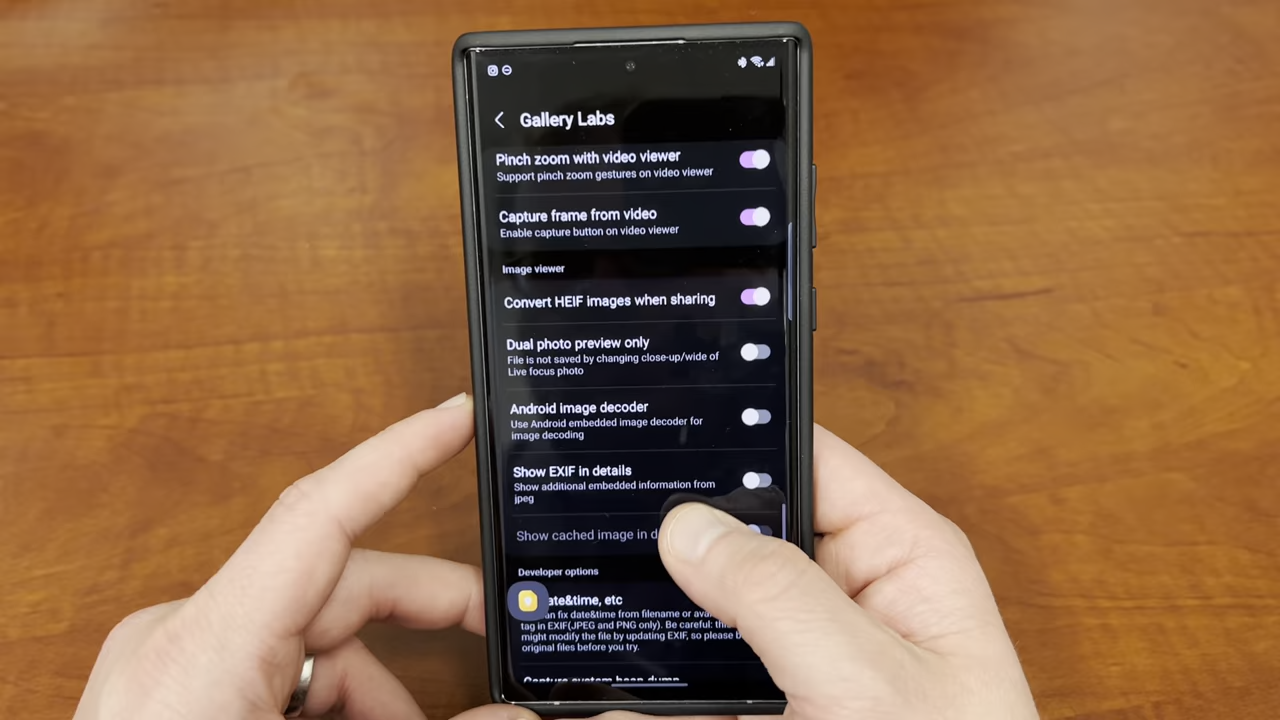 Gallery Labs
Pinch zoom with video viewer
Support pinch zoom gestures on video viewer
Capture frame from video
Enable capture button on video viewer
Image viewer
Convert HEIF images when sharing
Dual photo preview only
File is not saved by changing close-up/wide of
Live focus photo
Android image decoder
Use Android embedded image decoder for
image decoding
Show EXIF in details
Show additional embedded information from
jpeg
Show cached image in
Developer options
date&time, etc
fix date&time from filename or
tag in EXIF(JPEG and PNG only). Be careful:
might modify the file by updating EXIF, so please
original files before you try.
Capture custom heap dump